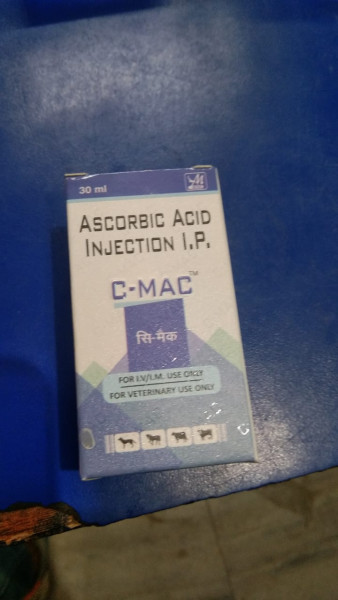 30 ml
ASCORBIC ACID
INJECTION I.P.
C-MAC™
सि-मैक
FOR I.V/I.M. USE ONLY
FOR VETERINARY USE ONLY